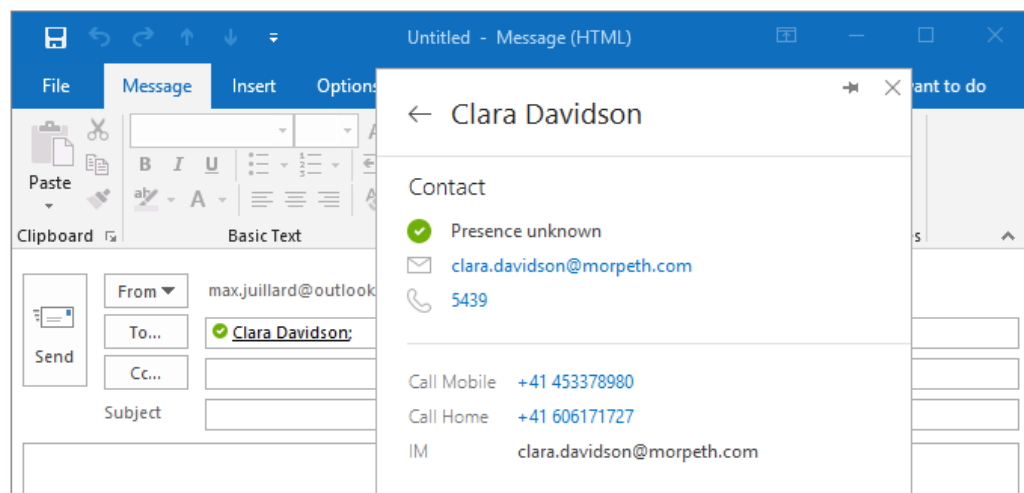 Untitled - Message (HTML)
File Message Insert Options
ant to do
Clara Davidson
Paste
B I U
A
Clipboard
Basic Text
Contact
Presence unknown
clara.davidson@morpeth.com
5439
From
max.juillard@outlook
To...
Clara Davidson;
Send
Cc...
Subject
Call Mobile +41 453378980
Call Home +41 606171727
IM clara.davidson@morpeth.com